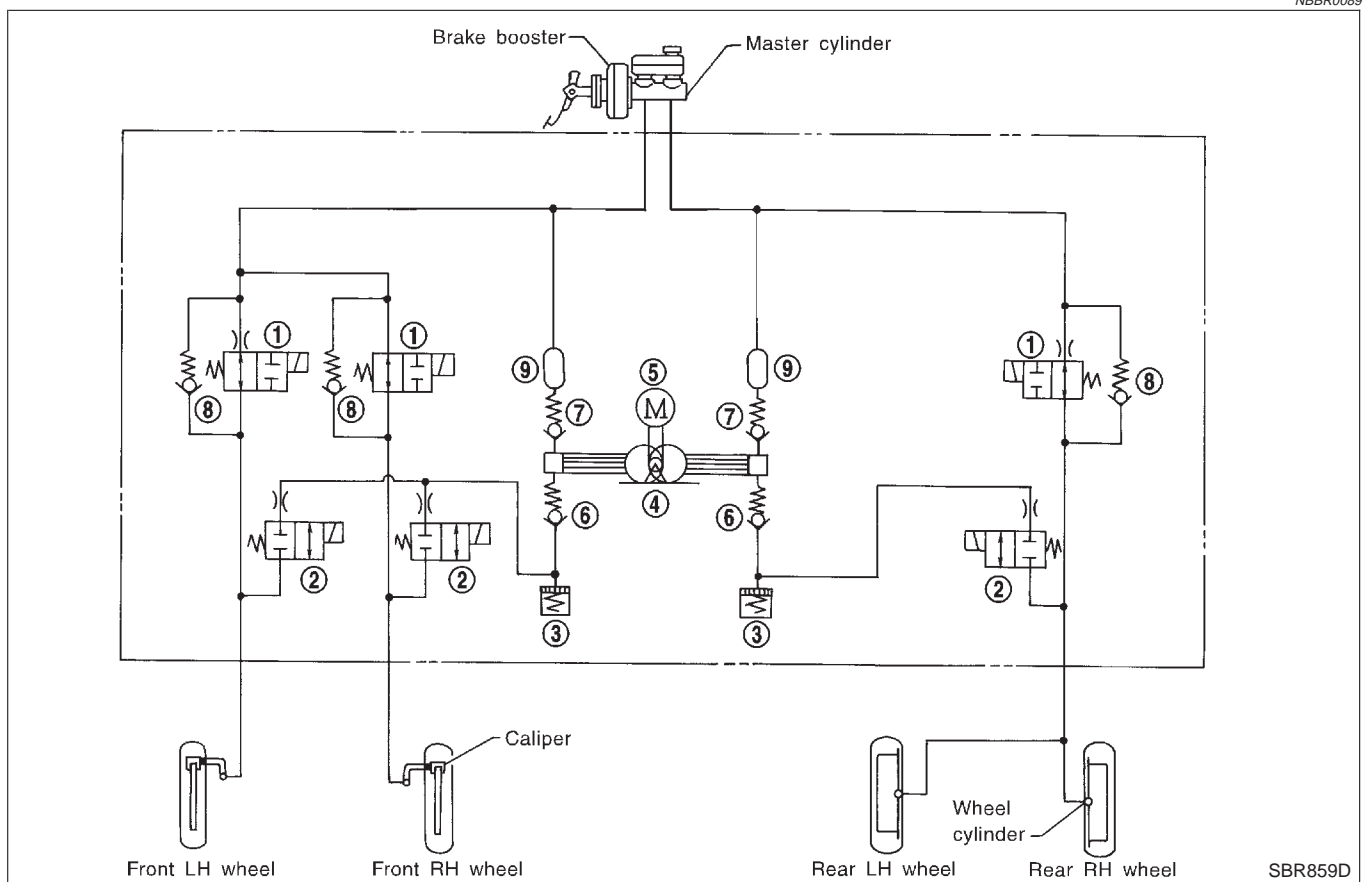 NBBR0089
Brake booster
Master cylinder
1
1
8
8
9
5
9
7
M
7
1
8
6
4
6
2
2
2
3
3
Caliper
Wheel
cylinder
Front LH wheel
Front RH wheel
Rear LH wheel
Rear RH wheel
SBR859D